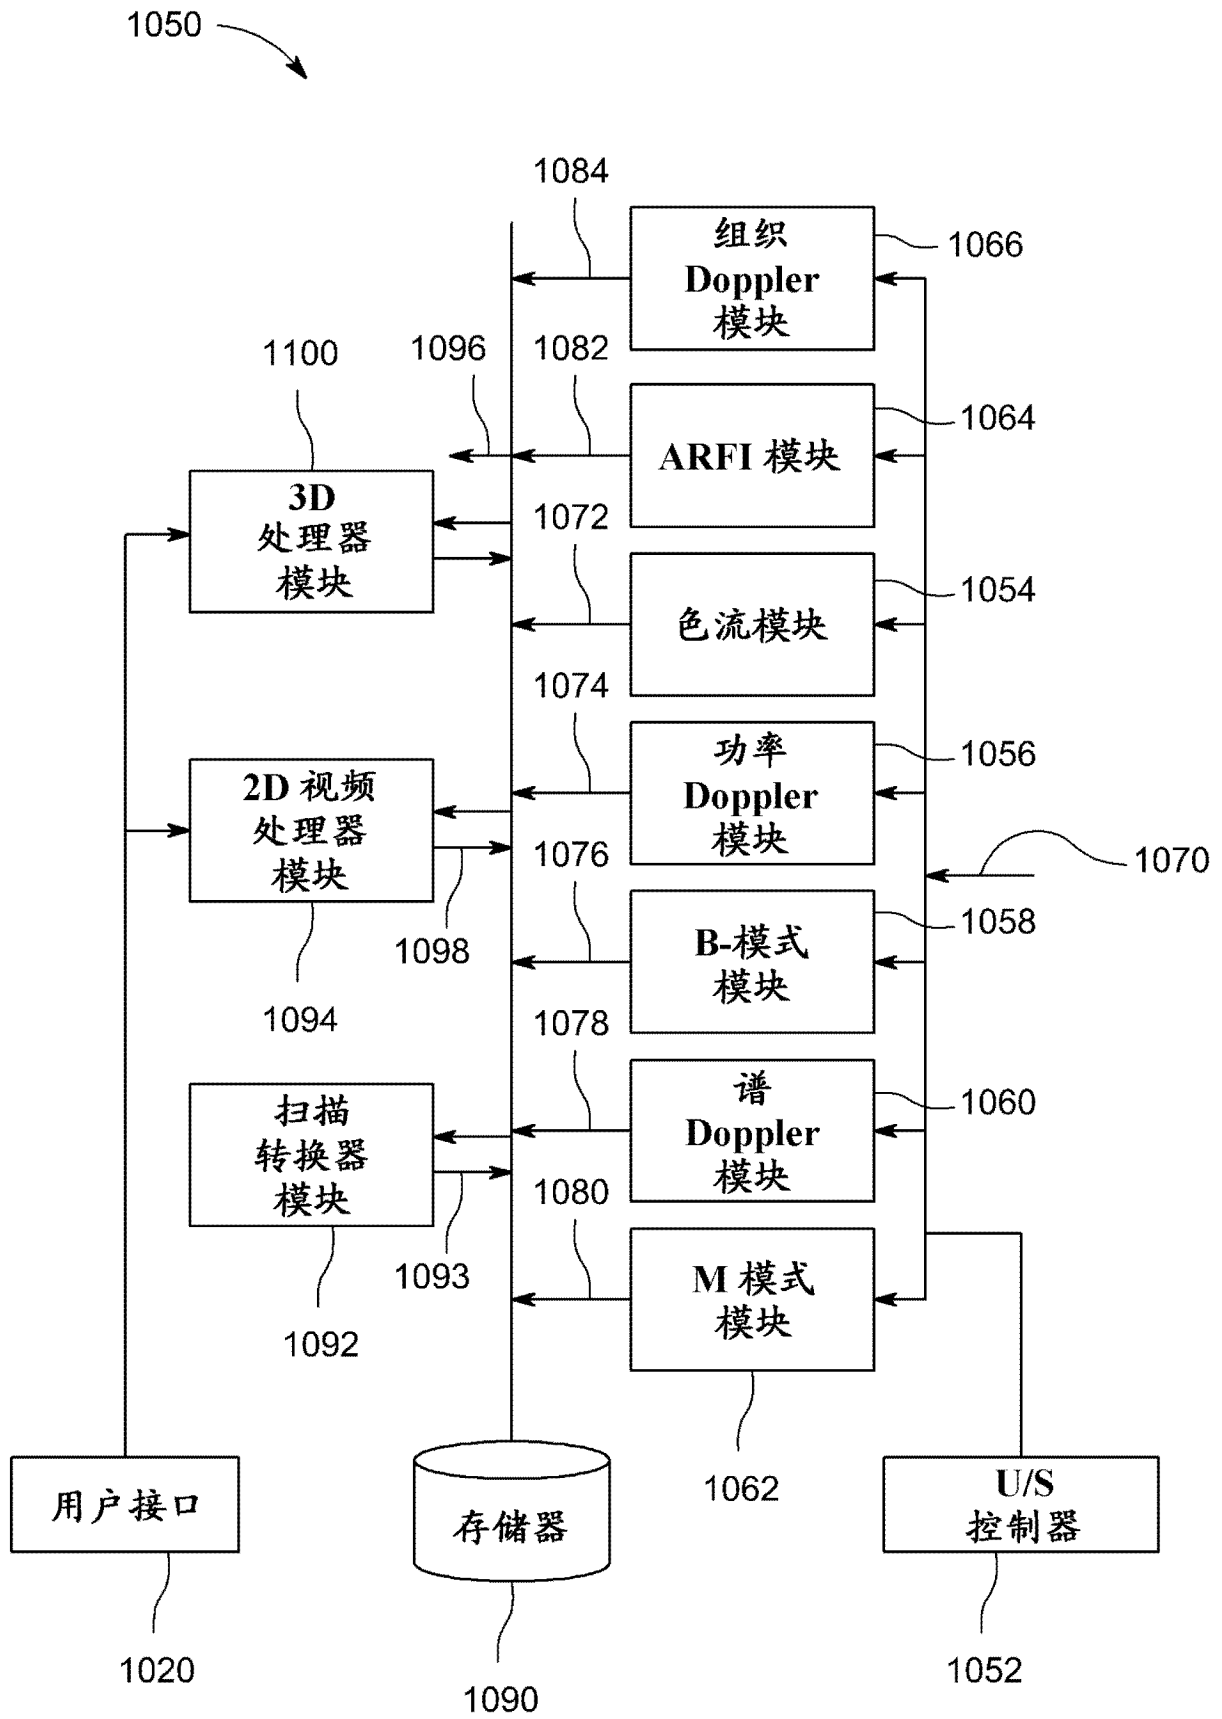 1050
1084
组织
Doppler
模块
1066
1100
1096
1082
ARFI 模块
1064
3D
处理器
模块
1072
色流模块
1054
1074
功率
Doppler
模块
1056
2D 视频
处理器
模块
1098
1094
1076
B-模式
模块
1058
1070
1078
谱
Doppler
模块
1060
扫描
转换器
模块
1093
1092
1080
M 模式
模块
1062
用户接口
1020
存储器
1090
U/S
控制器
1052